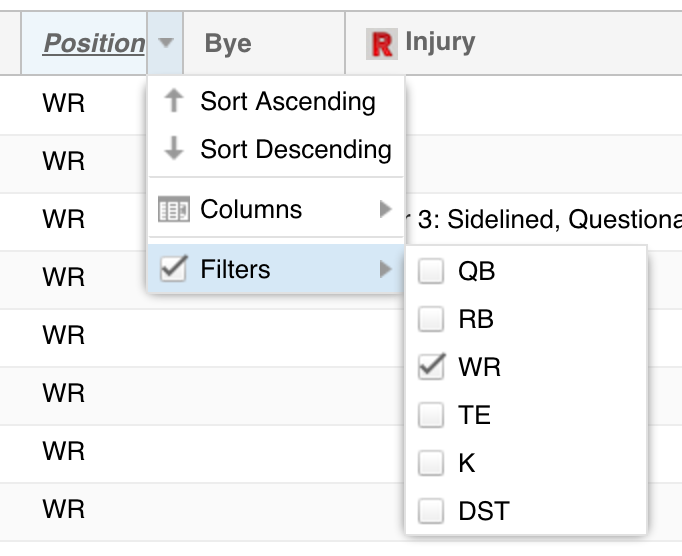 Position Bye R Injury
WR Sort Ascending
WR Sort Descending
WR Columns 3: Sidelined,
WR Filters QB
RB
WR WR
WR TE
WR K
WR DST